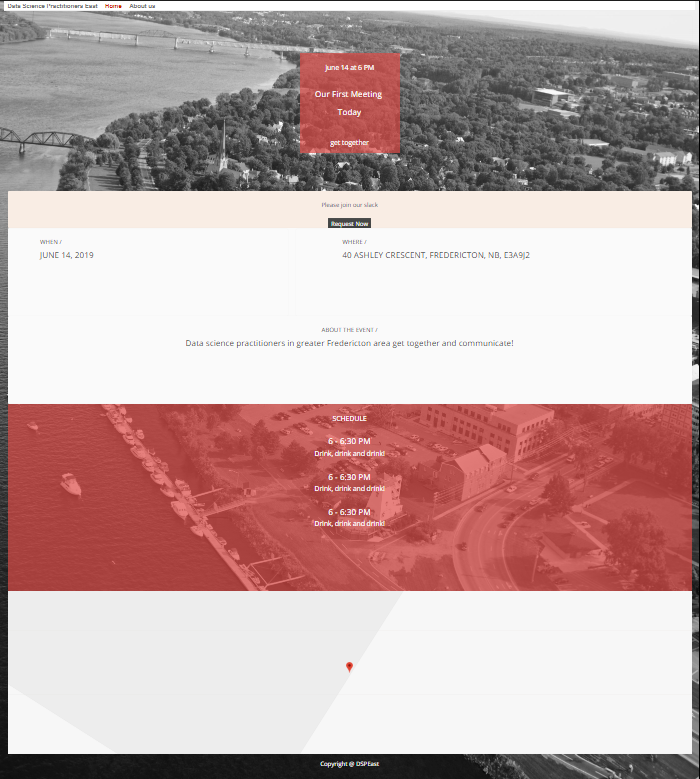 Data Science Practitioners East Home About us
June 14 at 6 PM
Our First Meeting
Today
get together
Please join our slack
Request Now
WHEN /
JUNE 14, 2019
WHERE /
40 ASHLEY CRESCENT, FREDERICTON, NB, E3A9J2
ABOUT THE EVENT /
Data science practitioners in greater Fredericton area get together and communicate!
SCHEDULE
6 - 6:30 PM
Drink, drink and drink!
6 - 6:30 PM
Drink, drink and drink!
6 - 6:30 PM
Drink, drink and drink!
Copyright @ DSPEast